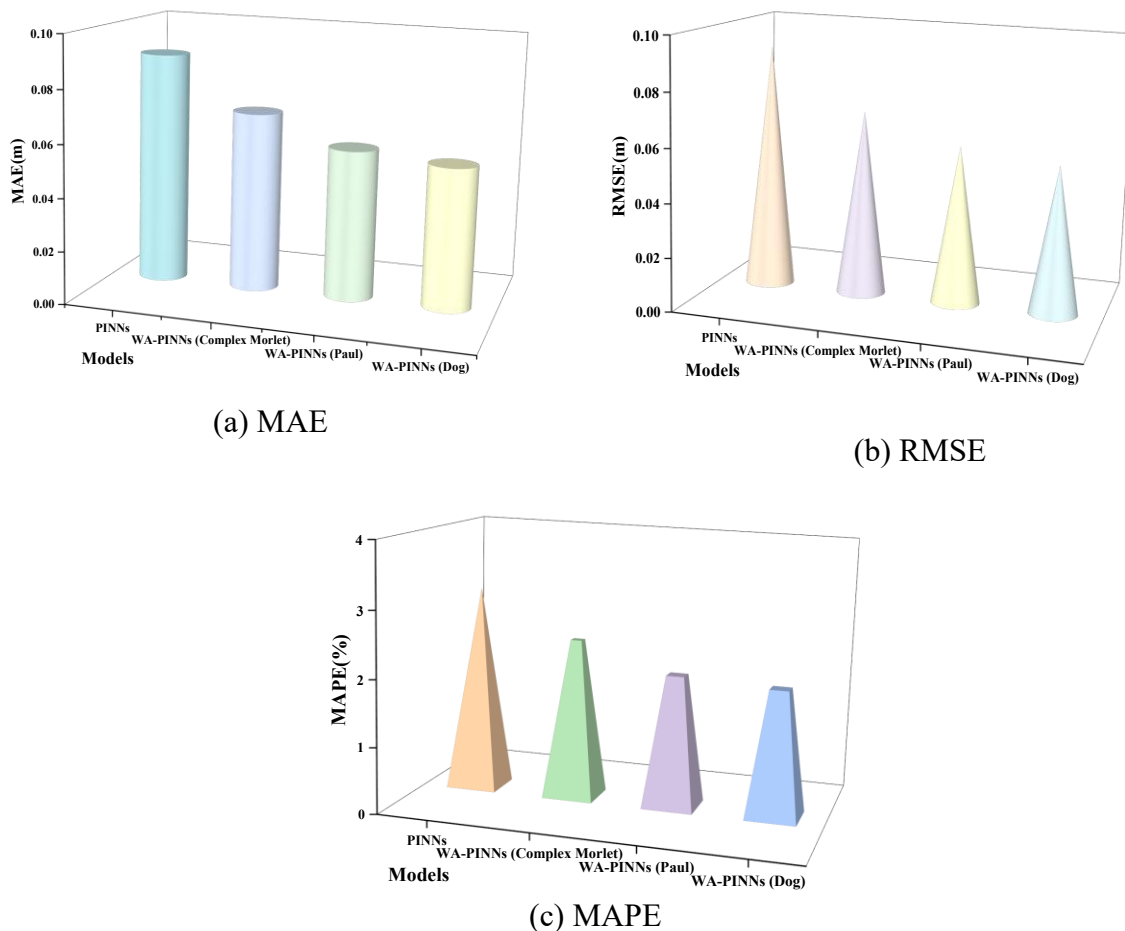 0.10
0.08
0.06
0.04
0.02
0.00
MAE(m)
PINNs
WA-PINNs (Complex Morlet)
WA-PINNs (Paul)
WA-PINNs (Dog)
Models
(a) MAE
0.10
0.08
0.06
0.04
0.02
0.00
RMSE(m)
PINNs
WA-PINNs (Complex Morlet)
WA-PINNs (Paul)
WA-PINNs (Dog)
Models
(b) RMSE
4
3
2
1
0
MAPE(%)
PINNs
WA-PINNs (Complex Morlet)
WA-PINNs (Paul)
WA-PINNs (Dog)
Models
(c) MAPE